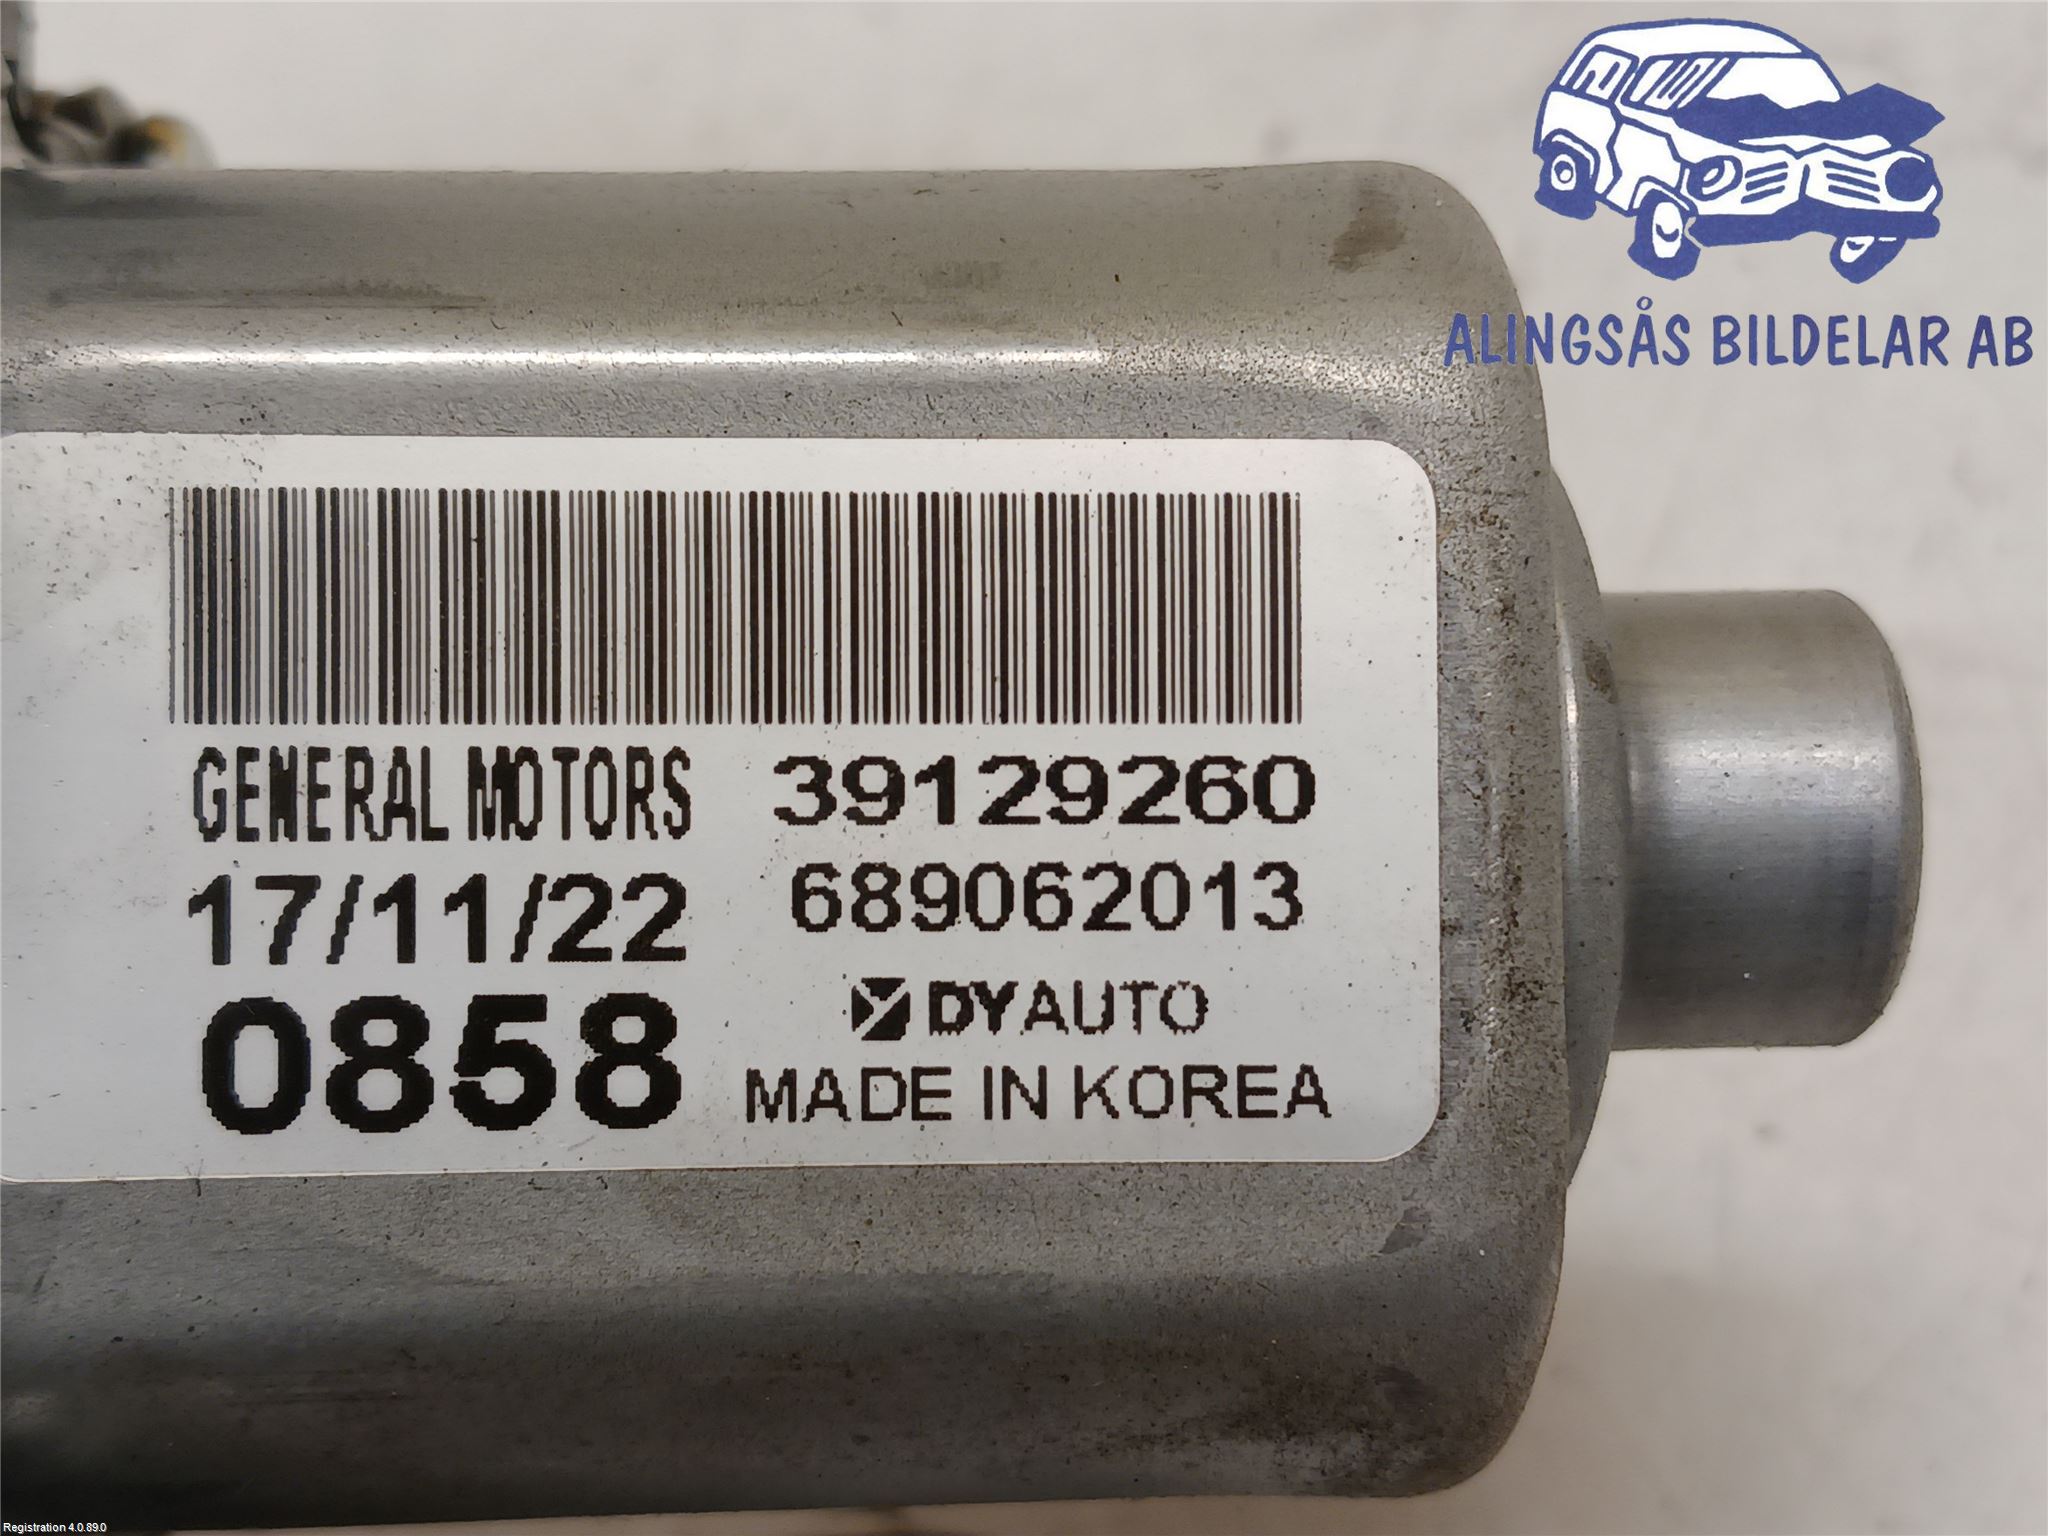 ALINGSÅS BILDELAR AB
GENERAL MOTORS 39129260
17/11/22 689062013
0858 DYAUTO
MADE IN KOREA
Registration 4.0.89.0